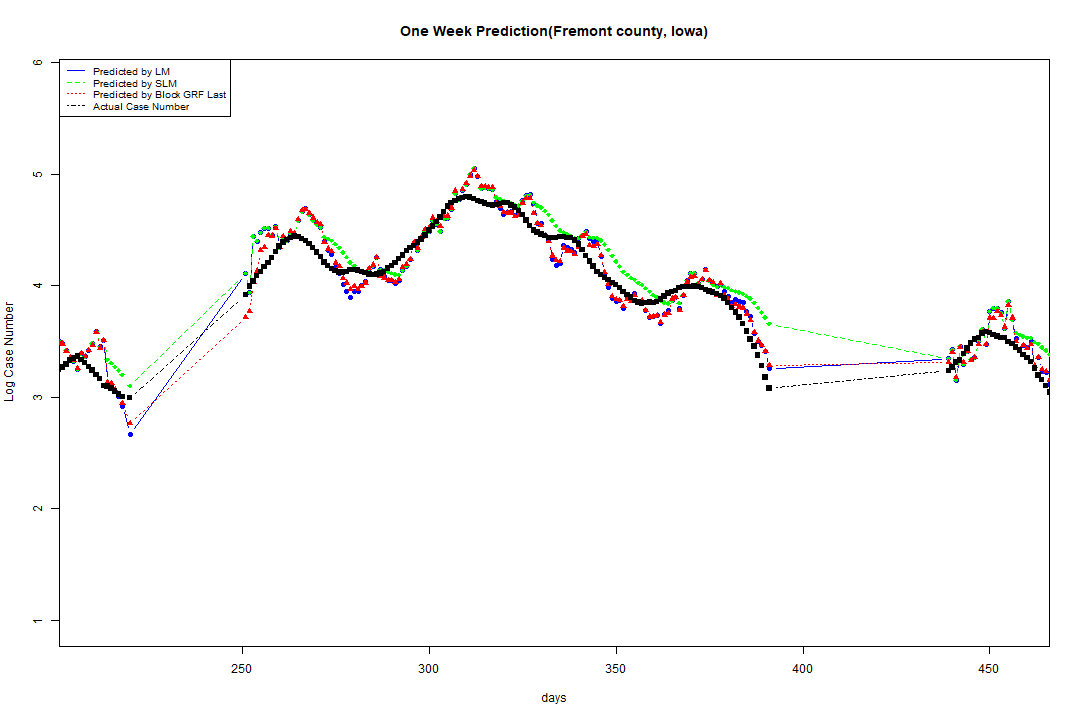 One Week Prediction(Fremont county, Iowa)
Predicted by LM
Predicted by SLM
Predicted by Block GRF Last
Actual Case Number
Log Case Number
6
5
4
3
2
1
250 300 350 400 450
days